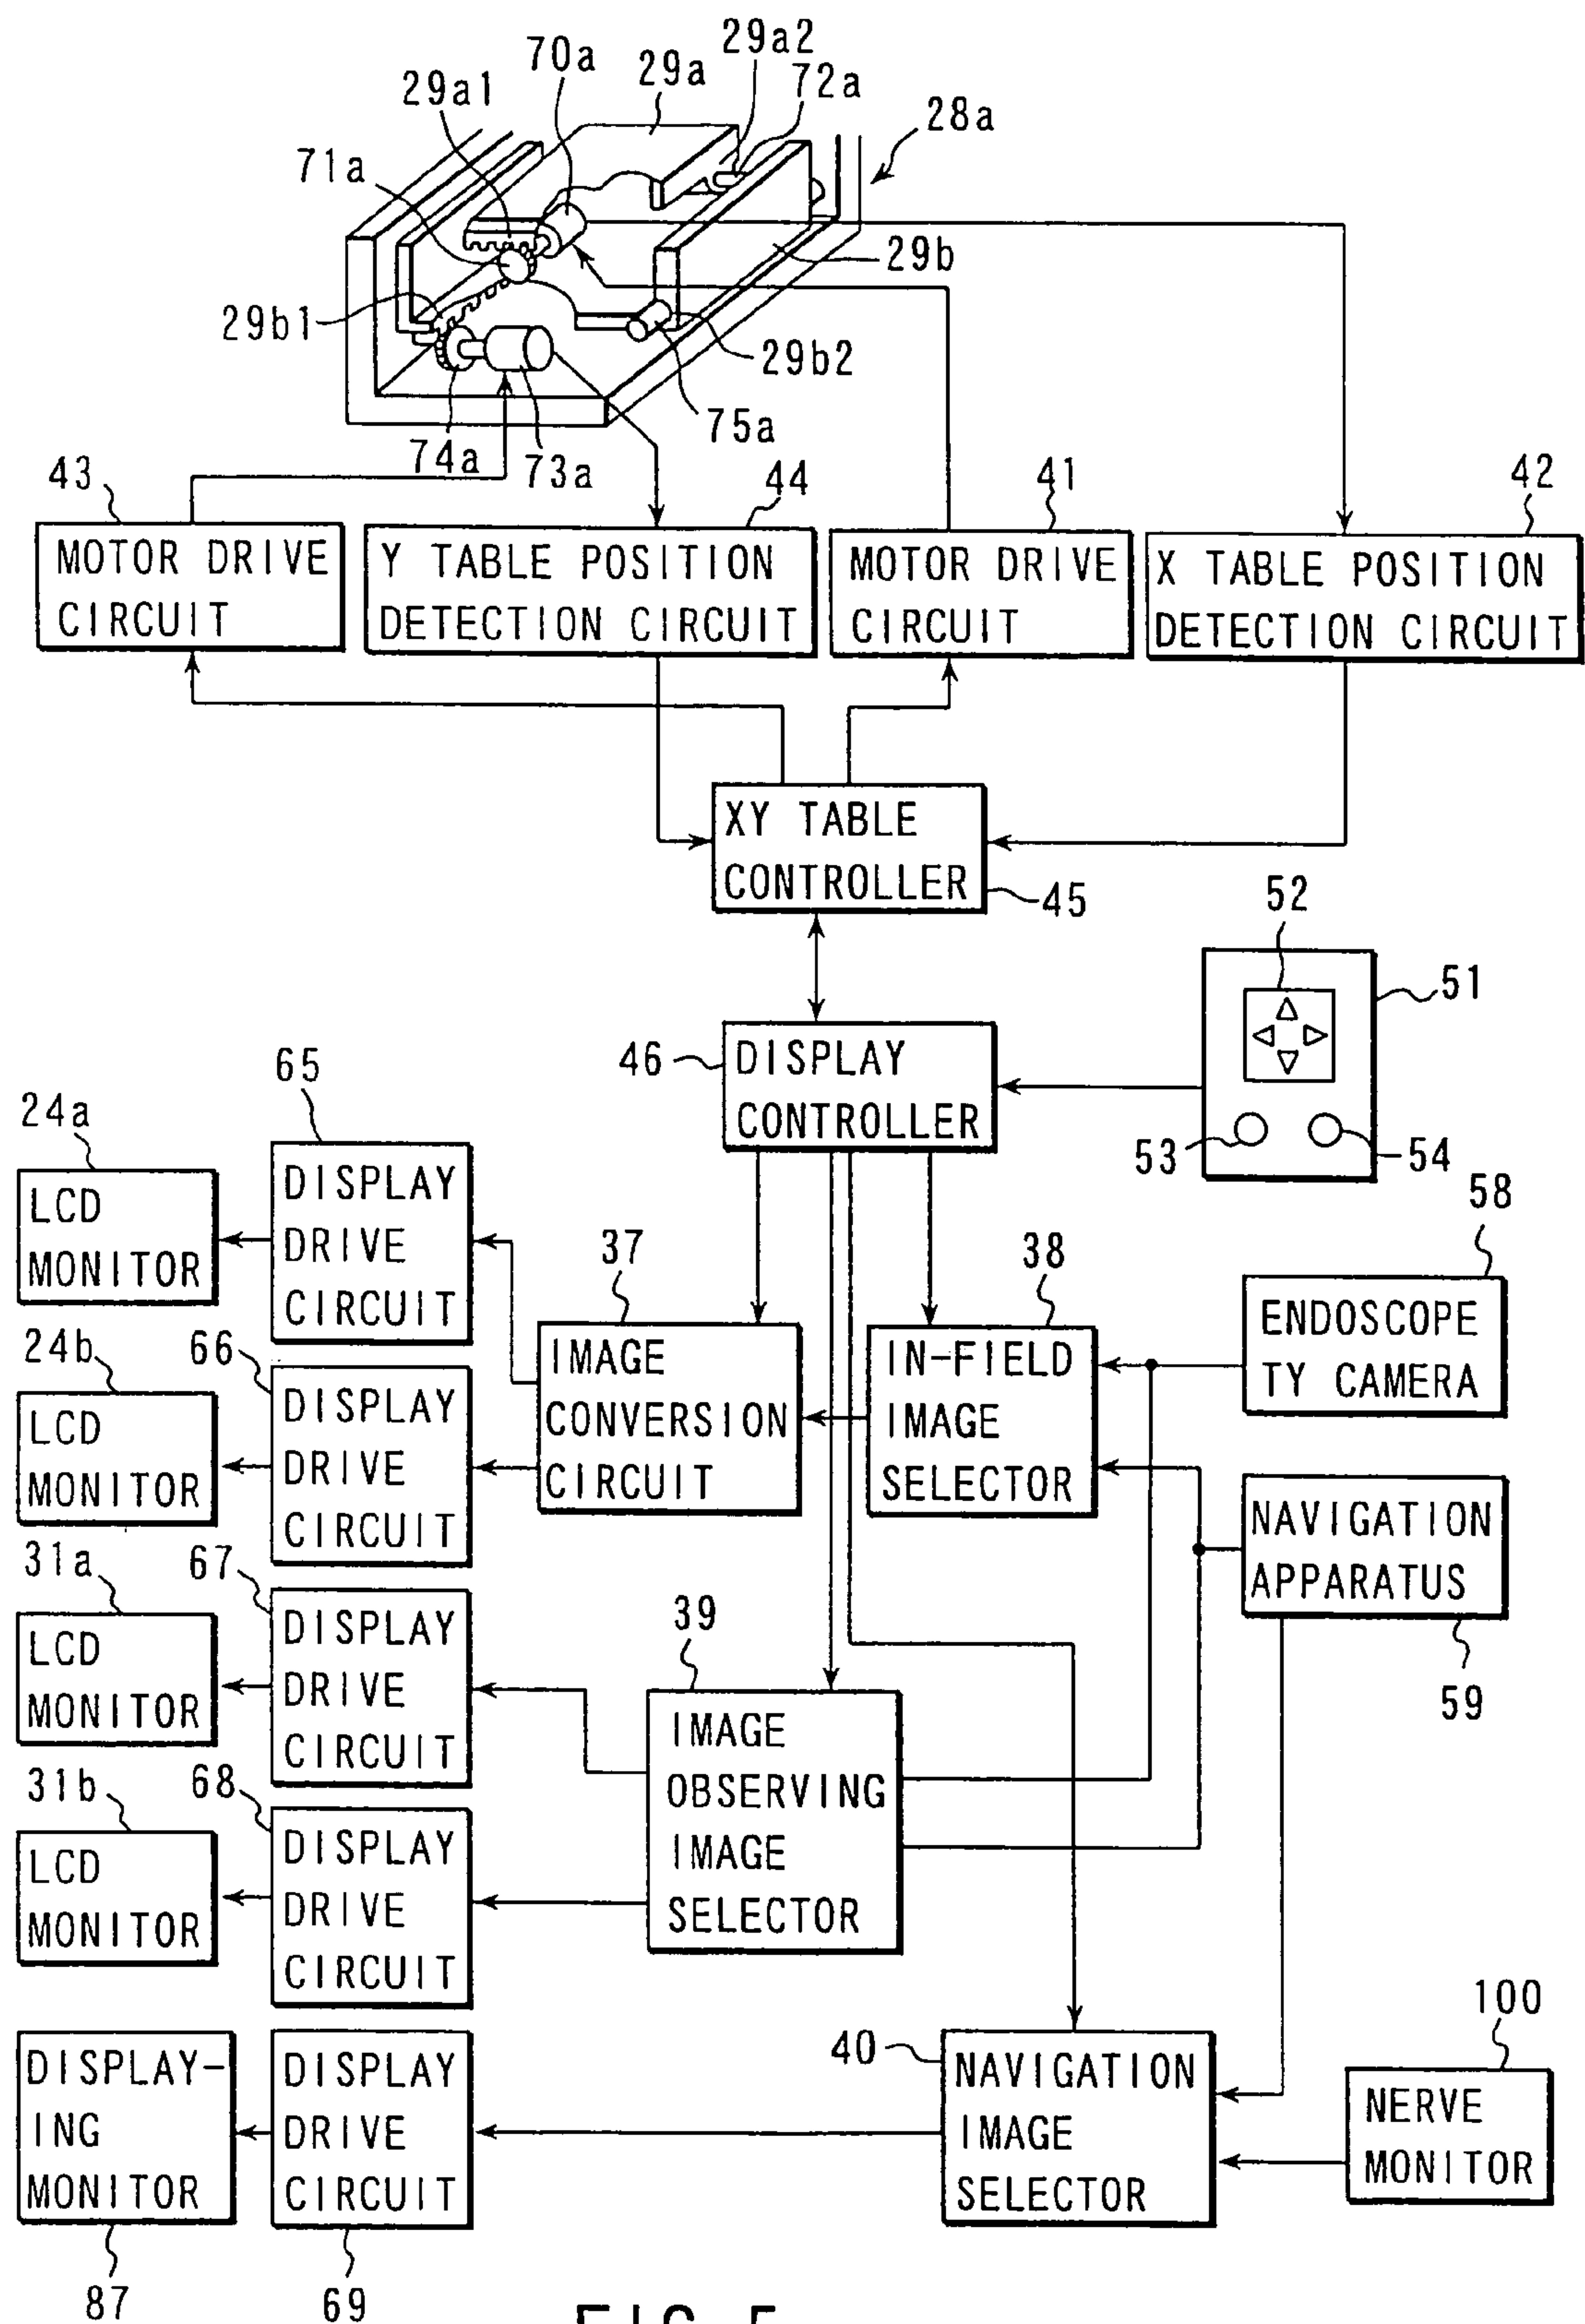 29a2
70a
29a
72a
29a1
28a
71a
29b
29b1
29b2
75a
74a
73a
43
44
41
42
MOTOR DRIVE
CIRCUIT
Y TABLE POSITION
DETECTION CIRCUIT
MOTOR DRIVE
CIRCUIT
X TABLE POSITION
DETECTION CIRCUIT
XY TABLE
CONTROLLER
45
52
51
46
DISPLAY
CONTROLLER
53
54
65
24a
LCD
MONITOR
DISPLAY
DRIVE
CIRCUIT
37
38
58
IMAGE
CONVERSION
CIRCUIT
IN-FIELD
IMAGE
SELECTOR
ENDOSCOPE
TY CAMERA
24b
66
LCD
MONITOR
DISPLAY
DRIVE
CIRCUIT
NAVIGATION
APPARATUS
59
31a
67
LCD
MONITOR
DISPLAY
DRIVE
CIRCUIT
39
IMAGE
OBSERVING
IMAGE
SELECTOR
31b
68
LCD
MONITOR
DISPLAY
DRIVE
CIRCUIT
100
40
NAVIGATION
IMAGE
SELECTOR
NERVE
MONITOR
DISPLAY-
ING
MONITOR
DISPLAY
DRIVE
CIRCUIT
87
69
FIG. 5